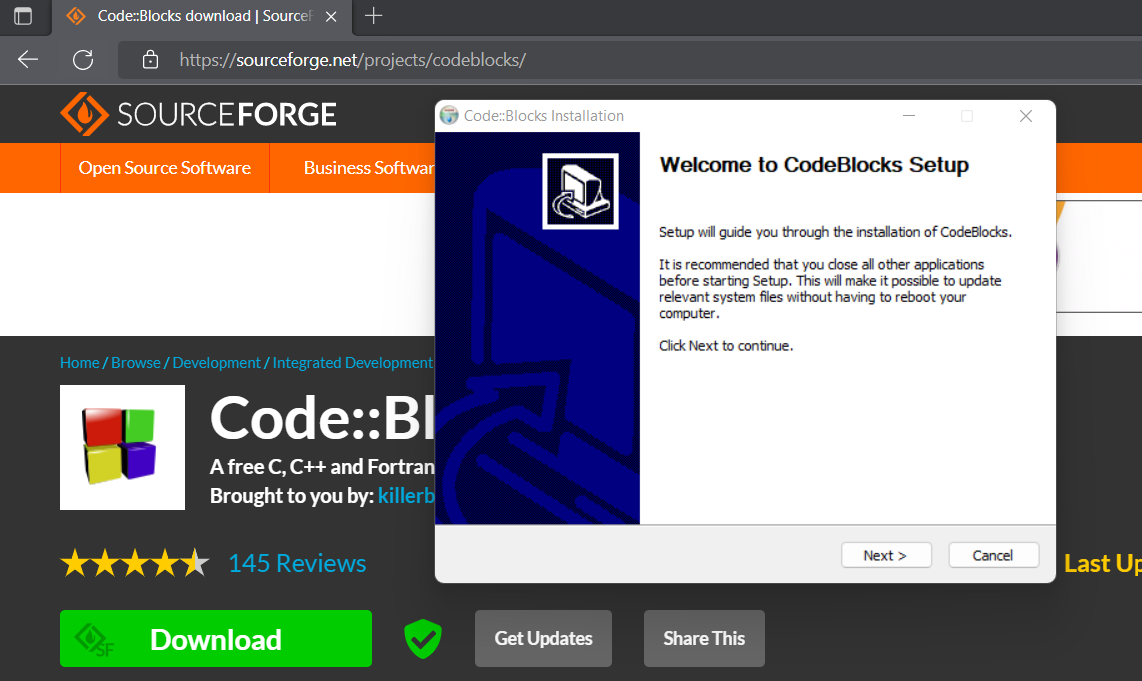 Code::Blocks download | SourceF
https://sourceforge.net/projects/codeblocks/
SOURCEFORGE
Open Source Software
Business Softwar
Code::Blocks Installation
Welcome to CodeBlocks Setup
Setup will guide you through the installation of CodeBlocks.
It is recommended that you close all other applications
before starting Setup. This will make it possible to update
relevant system files without having to reboot your
computer.
Click Next to continue.
Next >
Cancel
Home / Browse / Development / Integrated Development
Code::Bl
A free C, C++ and Fortran
Brought to you by: killerb
145 Reviews
Last Up
SF
Download
Get Updates
Share This